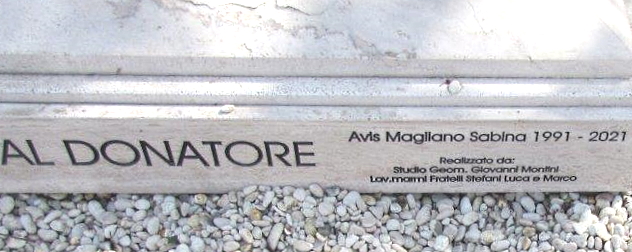 AL DONATORE
Avis Magliano Sabina 1991 - 2021
Realizzato da:
Studio Geom. Giovanni Montini
Lav.marmi Fratelli Stefani Luca e Marco